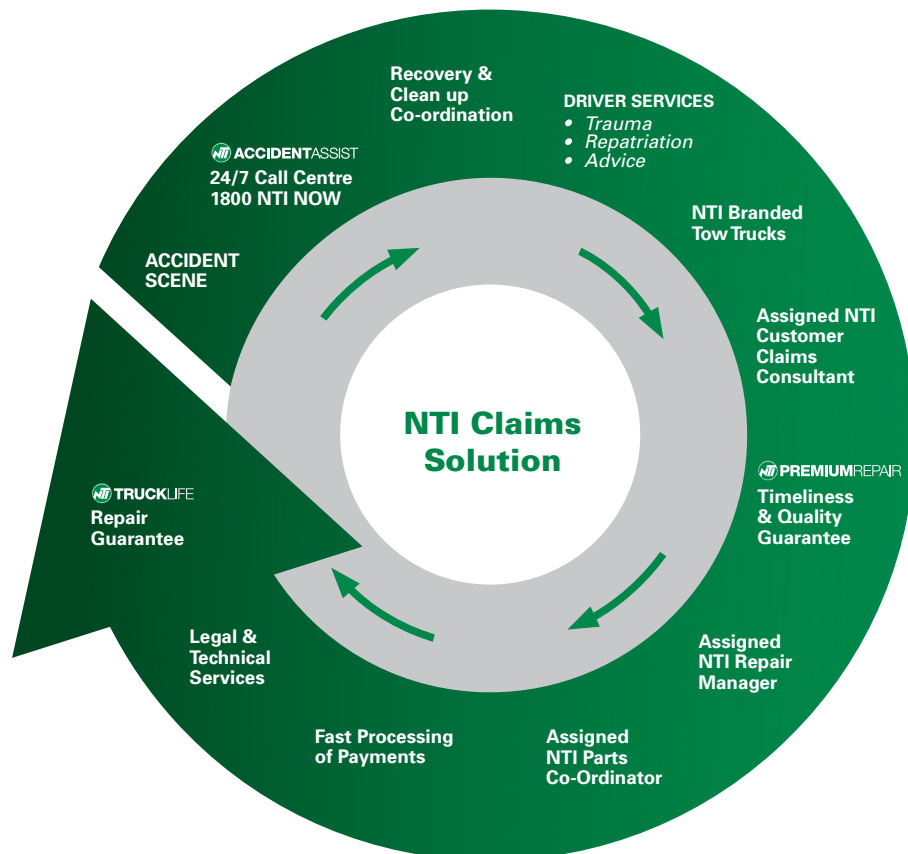 Recovery &
Clean up
Co-ordination
DRIVER SERVICES
• Trauma
• Repatriation
• Advice
NTI ACCIDENTASSIST
24/7 Call Centre
1800 NTI NOW
NTI Branded
Tow Trucks
ACCIDENT
SCENE
Assigned NTI
Customer
Claims
Consultant
NTI Claims
Solution
NTI PREMIUMREPAIR
Timeliness
& Quality
Guarantee
NTI TRUCKLIFE
Repair
Guarantee
Assigned
NTI Repair
Manager
Legal &
Technical
Services
Fast Processing
of Payments
Assigned
NTI Parts
Co-Ordinator